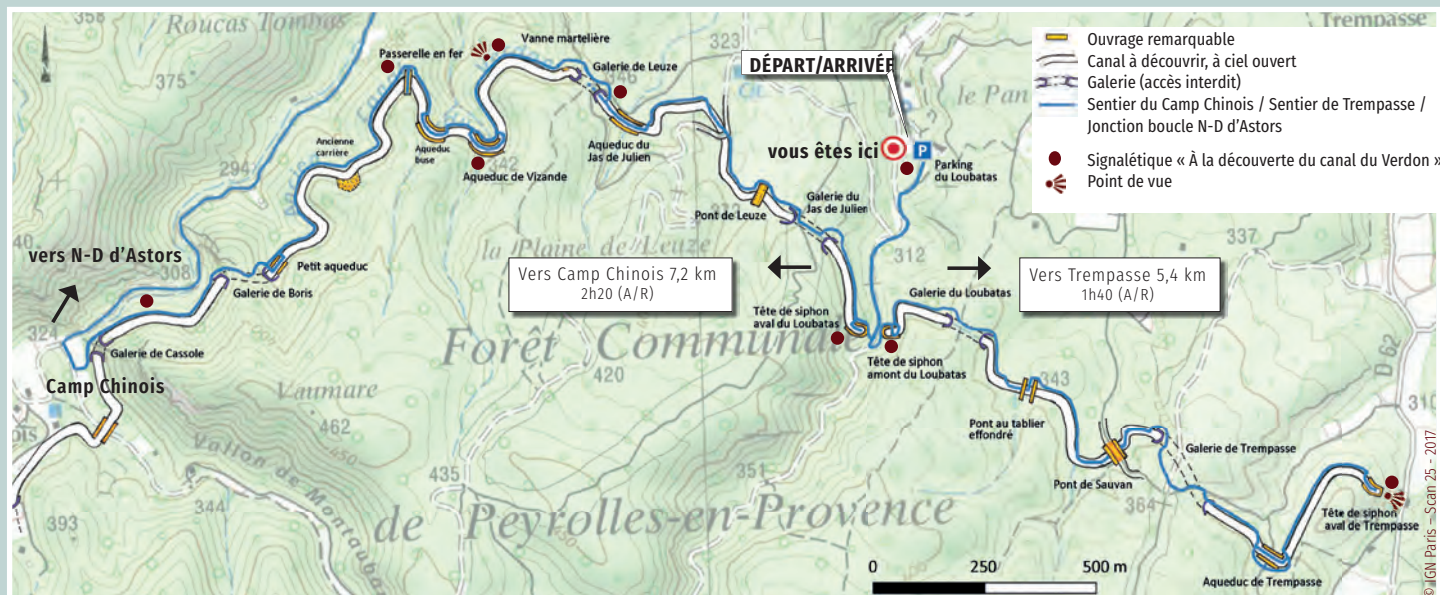 Roucas Tombas
375
Passerelle en fer
Vanne martelière
323
Galerie de Leuze
346
DÉPART/ARRIVÉE
Trempasse
Ouvrage remarquable
Canal à découvrir, à ciel ouvert
Galerie (accès interdit)
Sentier du Camp Chinois / Sentier de Trempasse /
Jonction boucle N-D d'Astors
Signalétique « À la découverte du canal du Verdon »
Point de vue
le Pan
294
Ancienne
carrière
Aqueduc
buse
342
Aqueduc de Vizande
Aqueduc du
Jas de Julien
vous êtes ici
P
Parking
du Loubatas
Pont de Leuze
Galerie du
Jas de Julien
40
vers N-D d'Astors
308
Petit aqueduc
Galerie de Boris
la Plaine de Leuze
312
337
Vers Camp Chinois 7,2 km
2h20 (A/R)
Vers Trempasse 5,4 km
1h40 (A/R)
Galerie du Loubatas
324
Galerie de Cassole
Camp Chinois
Tête de siphon
aval du Loubatas
Forêt Communale
420
Tête de siphon
amont du Loubatas
343
D 62
310
Vaumare
462
450
Pont au tablier
effondré
ois
Vallon de Montauban
435
351
Galerie de Trempasse
Pont de Sauvan
364
344
393
de Peyrolles-en-Provence
Tête de siphon
aval de Trempasse
0 250 500 m
Aqueduc de Trempasse
© IGN Paris – Scan 25 - 2017